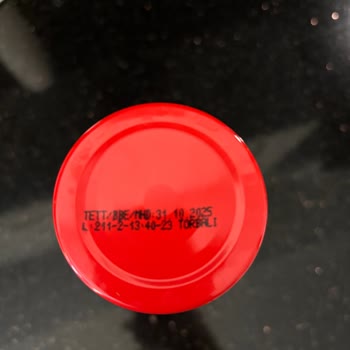 TETT/BBE/MHD:31 10 2025
L 211-2-13:40-23 TORBALI